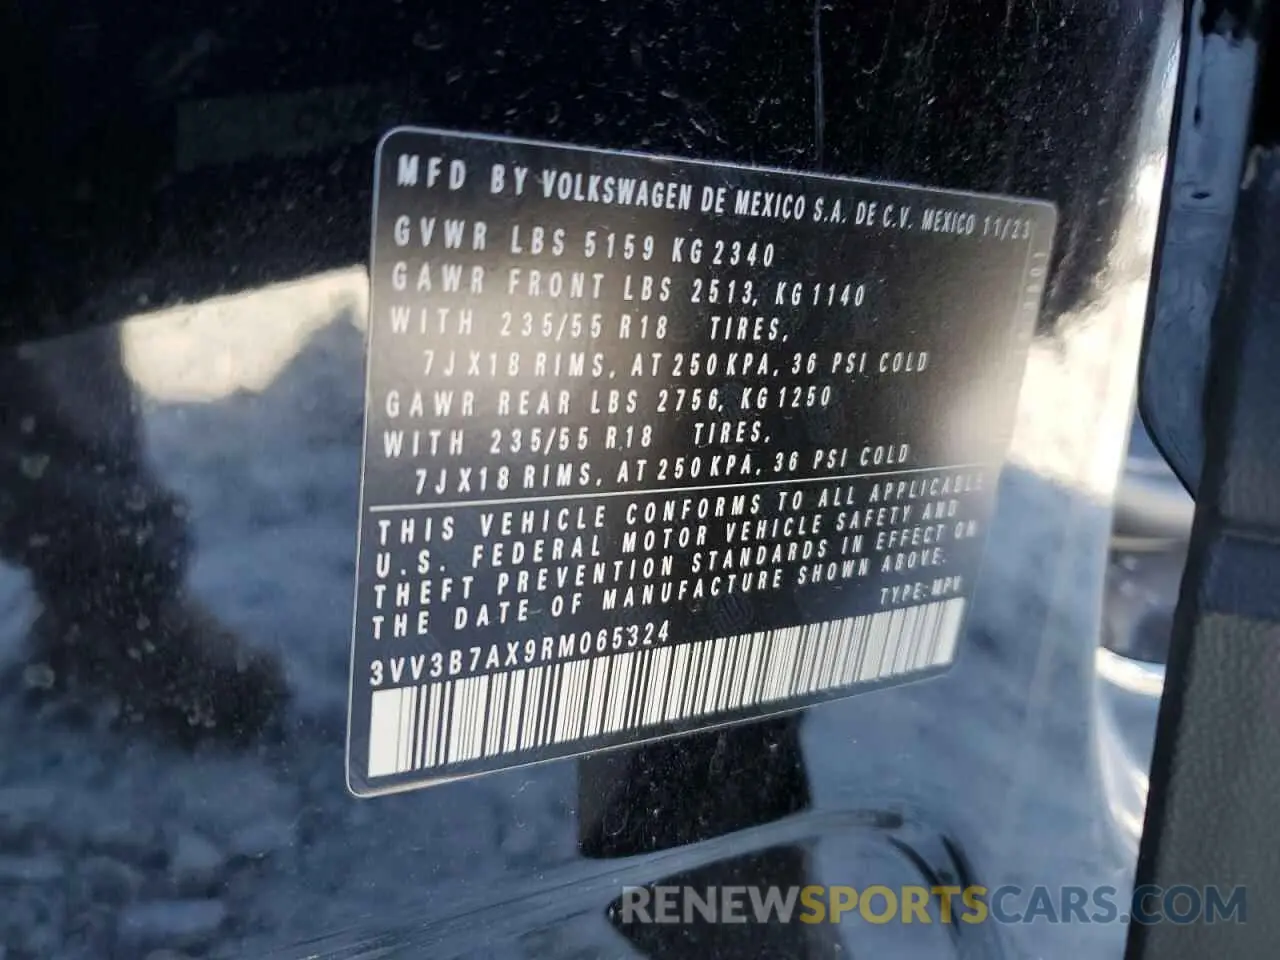 MFD BY VOLKSWAGEN DE MEXICO S.A. DE C.V. MEXICO 11/23
GVWR LBS 5159 KG 2340
GAWR FRONT LBS 2513, KG 1140
WITH 235/55 R18 TIRES,
7J X18 RIMS, AT 250 KPA, 36 PSI COLD
GAWR REAR LBS 2756, KG 1250
WITH 235/55 R18 TIRES,
7J X18 RIMS, AT 250 KPA, 36 PSI COLD
THIS VEHICLE CONFORMS TO ALL APPLICABLE
U.S. FEDERAL MOTOR VEHICLE SAFETY AND
THEFT PREVENTION STANDARDS IN EFFECT ON
THE DATE OF MANUFACTURE SHOWN ABOVE.
TYPE: MPV
3VV3B7AX9RM065324
RENEWSPORTSCARS.COM